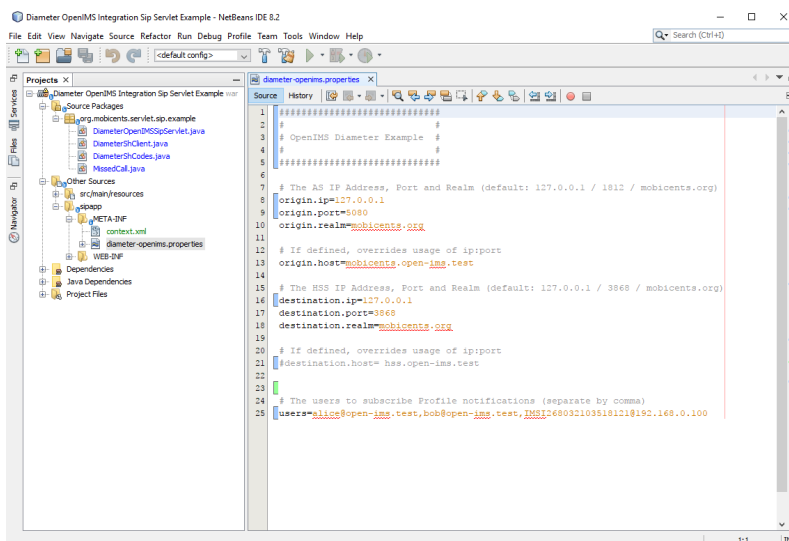 Diameter OpenIMS Integration Sip Servlet Example - NetBeans IDE 8.2
File Edit View Navigate Source Refactor Run Debug Profile Team Tools Window Help
Search (Ctrl+I)
<default config>
Projects
diameter-openims.properties
Services
Files
Navigator
Diameter OpenIMS Integration Sip Servlet Example war
Source Packages
org.mobicents.servlet.sip.example
DiameterOpenIMSSipServlet.java
DiameterShClient.java
DiameterShCodes.java
MissedCall.java
Other Sources
src/main/resources
sipapp
META-INF
context.xml
diameter-openims.properties
WEB-INF
Dependencies
Java Dependencies
Project Files
Source History
1 #############################
2 # #
3 # OpenIMS Diameter Example #
4 # #
5 #############################
6
7 # The AS IP Address, Port and Realm (default: 127.0.0.1 / 1812 / mobicents.org)
8 origin.ip=127.0.0.1
9 origin.port=5080
10 origin.realm=mobicents.org
11
12 # If defined, overrides usage of ip:port
13 origin.host=mobicents.open-ims.test
14
15 # The HSS IP Address, Port and Realm (default: 127.0.0.1 / 3868 / mobicents.org)
16 destination.ip=127.0.0.1
17 destination.port=3868
18 destination.realm=mobicents.org
19
20 # If defined, overrides usage of ip:port
21 #destination.host= hss.open-ims.test
22
23
24 # The users to subscribe Profile notifications (separate by comma)
25 users=alice@open-ims.test,bob@open-ims.test,IMSI268032103518121@192.168.0.100
1:1